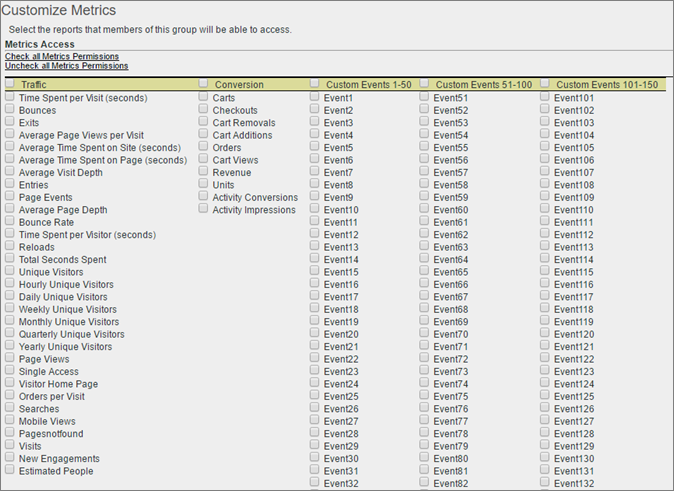 Customize Metrics
Select the reports that members of this group will be able to access.
Metrics Access
Check all Metrics Permissions
Uncheck all Metrics Permissions
Traffic Conversion Custom Events 1-50 Custom Events 51-100 Custom Events 101-150
Time Spent per Visit (seconds) Carts Event1 Event51 Event101
Bounces Checkouts Event2 Event52 Event102
Exits Cart Removals Event3 Event53 Event103
Average Page Views per Visit Cart Additions Event4 Event54 Event104
Average Time Spent on Site (seconds) Orders Event5 Event55 Event105
Average Time Spent on Page (seconds) Cart Views Event6 Event56 Event106
Average Visit Depth Revenue Event7 Event57 Event107
Entries Units Event8 Event58 Event108
Page Events Activity Conversions Event9 Event59 Event109
Average Page Depth Activity Impressions Event10 Event60 Event110
Bounce Rate Event11 Event61 Event111
Time Spent per Visitor (seconds) Event12 Event62 Event112
Reloads Event13 Event63 Event113
Total Seconds Spent Event14 Event64 Event114
Unique Visitors Event15 Event65 Event115
Hourly Unique Visitors Event16 Event66 Event116
Daily Unique Visitors Event17 Event67 Event117
Weekly Unique Visitors Event18 Event68 Event118
Monthly Unique Visitors Event19 Event69 Event119
Quarterly Unique Visitors Event20 Event70 Event120
Yearly Unique Visitors Event21 Event71 Event121
Page Views Event22 Event72 Event122
Single Access Event23 Event73 Event123
Visitor Home Page Event24 Event74 Event124
Orders per Visit Event25 Event75 Event125
Searches Event26 Event76 Event126
Mobile Views Event27 Event77 Event127
Pagesnotfound Event28 Event78 Event128
Visits Event29 Event79 Event129
New Engagements Event30 Event80 Event130
Estimated People Event31 Event81 Event131
Event32 Event82 Event132